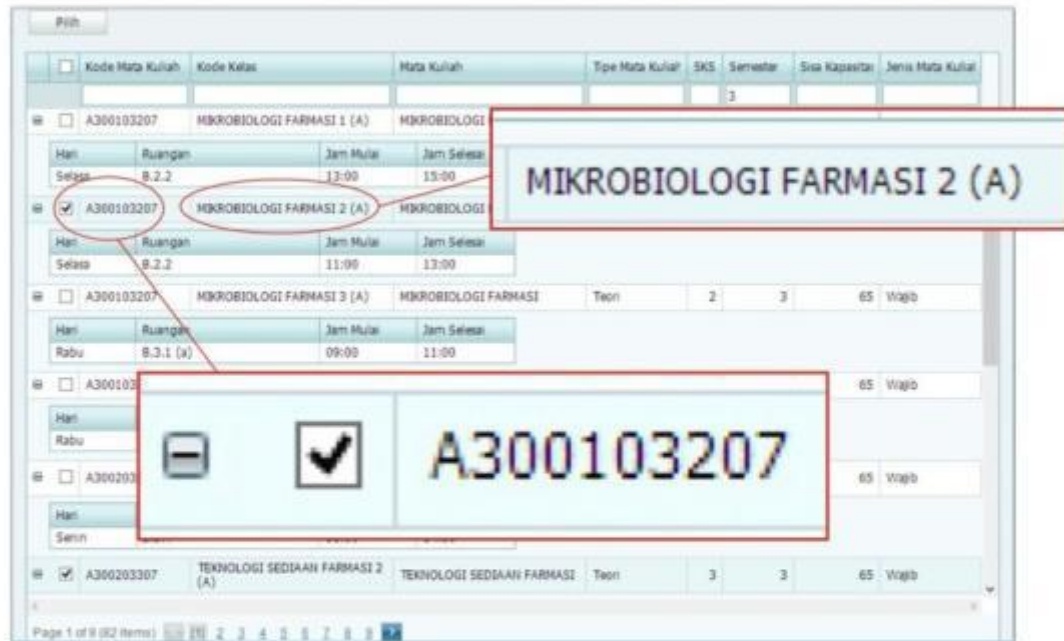 Pilih
Kode Mata Kuliah Kode Kelas Mata Kuliah Tipe Mata Kuliah SKS Semester Sisa Kapasitas Jenis Mata Kuliah
3
A300103207 MIKROBIOLOGI FARMASI 1 (A) MIKROBIOLOGI
Hari Ruangan Jam Mulai Jam Selesai
Selasa B.2.2 13:00 15:00
MIKROBIOLOGI FARMASI 2 (A)
A300103207 MIKROBIOLOGI FARMASI 2 (A) MIKROBIOLOGI
Hari Ruangan Jam Mulai Jam Selesai
Selasa B.2.2 11:00 13:00
A300103207 MIKROBIOLOGI FARMASI 3 (A) MIKROBIOLOGI FARMASI Teori 2 3 65 Wajib
Hari Ruangan Jam Mulai Jam Selesai
Rabu B.3.1 (a) 09:00 11:00
65 Wajib
Hari
Rabu
A300103207
65 Wajib
Hari
Senin
A300203307 TEKNOLOGI SEDIAAN FARMASI 2 (A) TEKNOLOGI SEDIAAN FARMASI Teori 3 3 65 Wajib
Page 1 of 9 (82 items) [1] 2 3 4 5 6 7 8 9